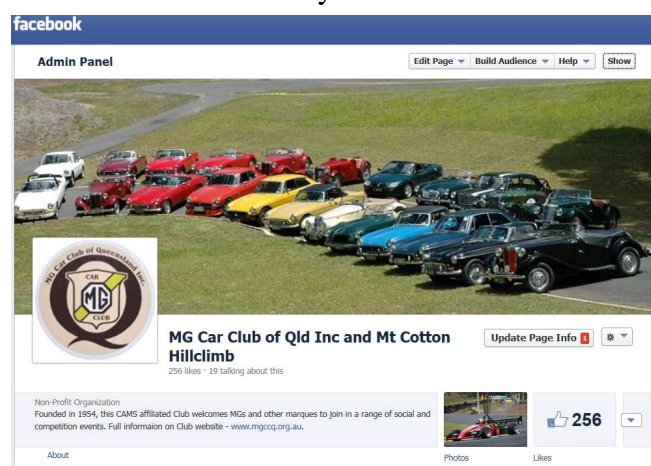 facebook
Admin Panel
Edit Page Build Audience Help Show
MG Car Club of Queensland Inc.
CAR
MG
CLUB
MG Car Club of Qld Inc and Mt Cotton
Hillclimb
256 likes · 19 talking about this
Update Page Info 1
Non-Profit Organization
Founded in 1954, this CAMS affiliated Club welcomes MGs and other marques to join in a range of social and
competition events. Full informaion on Club website - www.mgccq.org.au.
256
About
Photos
Likes